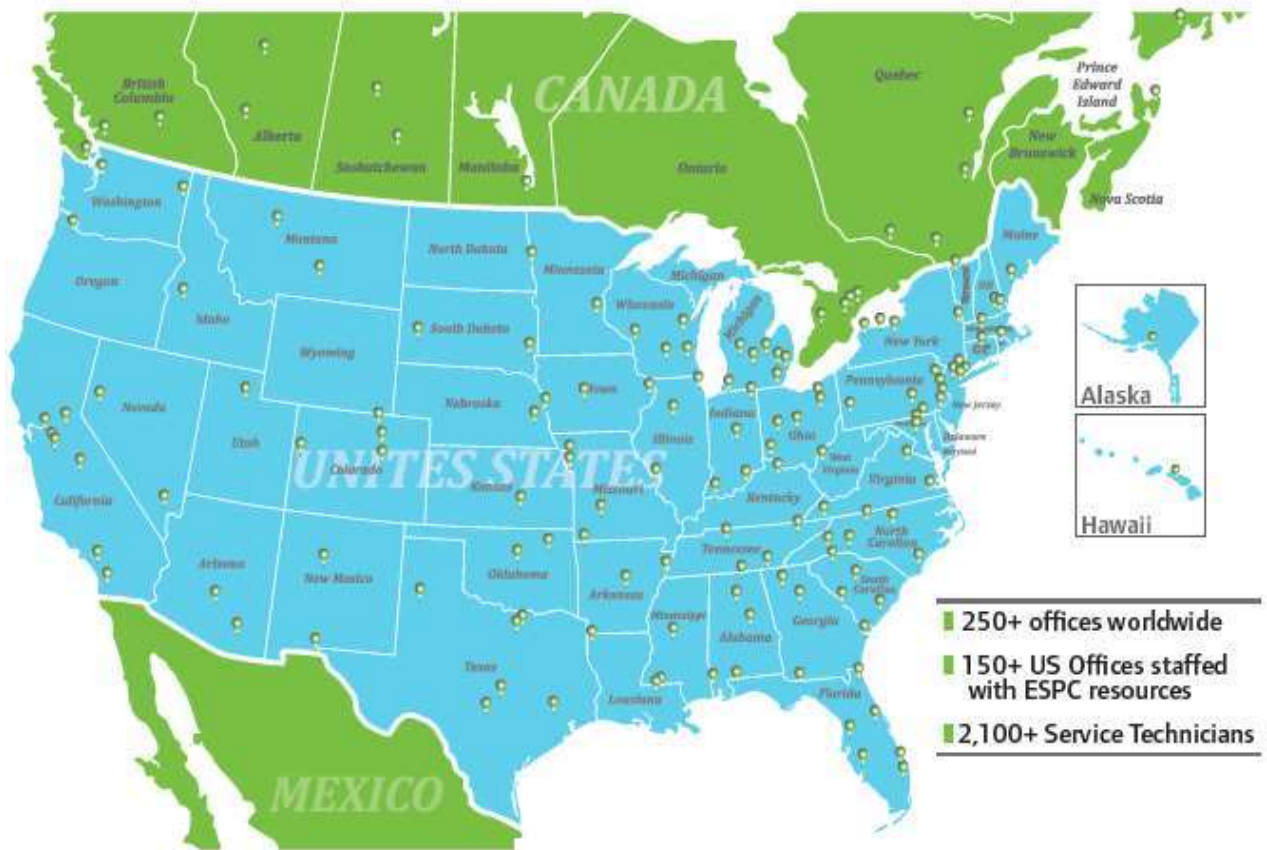 CANADA
British
Columbia
Alberta
Saskatchewan
Manitoba
Ontario
Quebec
Prince
Edward
Island
New
Brunswick
Nova Scotia
Washington
Montana
North Dakota
Minnesota
Michigan
Maine
Oregon
Idaho
Wisconsin
Michigan
Vermont
NH
South Dakota
Wyoming
New York
Nevada
Nebraska
Iowa
Pennsylvania
New Jersey
Utah
Colorado
Illinois
Indiana
Ohio
Delaware
Maryland
UNITES STATES
West
Virginia
Virginia
California
Kansas
Missouri
Kentucky
Arizona
New Mexico
Oklahoma
Tennessee
North
Carolina
Arkansas
South
Carolina
Mississippi
Alabama
Georgia
Texas
Louisiana
Florida
MEXICO
Alaska
Hawaii
250+ offices worldwide
150+ US Offices staffed
with ESPC resources
2,100+ Service Technicians